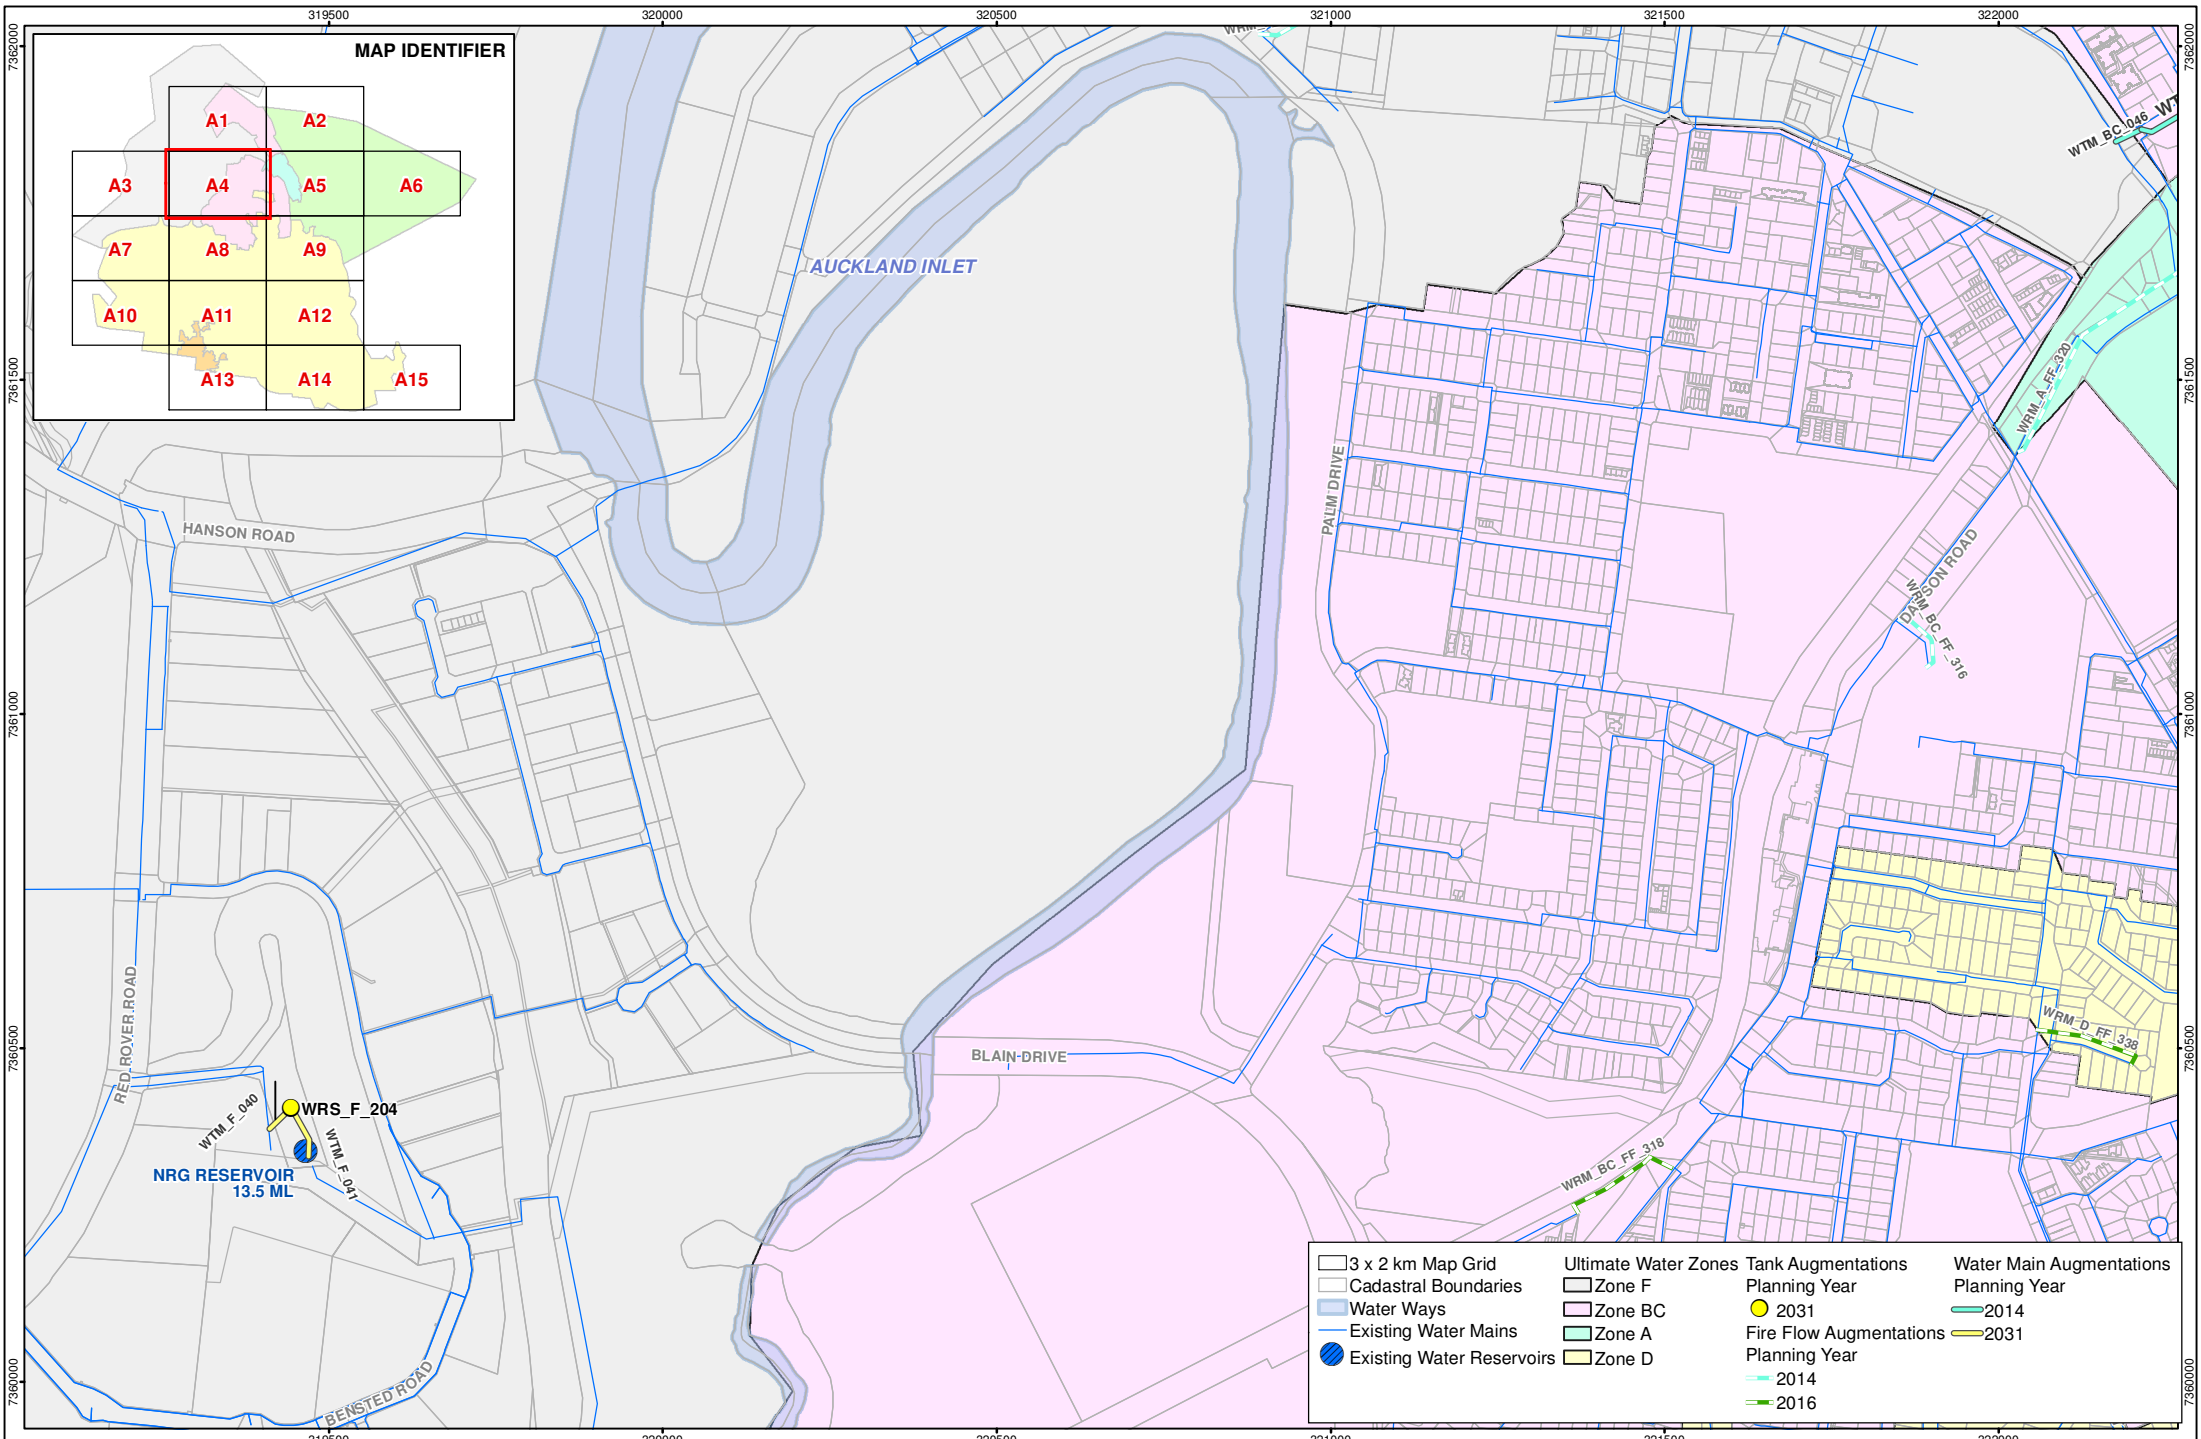 319500
320000
320500
321000
321500
322000
7362000
7362000
MAP IDENTIFIER
A1
A2
A3
A4
A5
A6
A7
A8
A9
A10
A11
A12
A13
A14
A15
WTM_BC_046
AUCKLAND INLET
7361500
7361500
WRM_A_FF_320
PALM DRIVE
HANSON ROAD
DAWSON ROAD
WRM_BC_FF_316
7361000
7361000
RED ROVER ROAD
7360500
7360500
BLAIN DRIVE
WRM_D_FF_338
WTM_F_040
WRS_F_204
WTM_F_041
NRG RESERVOIR
13.5 ML
WRM_BC_FF_318
BENSTED ROAD
7360000
7360000
3 x 2 km Map Grid
Cadastral Boundaries
Water Ways
Existing Water Mains
Existing Water Reservoirs
Ultimate Water Zones
Zone F
Zone BC
Zone A
Zone D
Tank Augmentations
Planning Year
2031
Fire Flow Augmentations
Planning Year
2014
2016
Water Main Augmentations
Planning Year
2014
2031